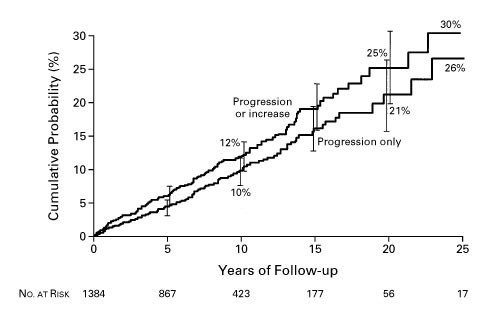 30
25
20
15
10
5
0
Cumulative Probability (%)
30%
25%
26%
Progression
or increase
21%
12%
Progression only
10%
0 5 10 15 20 25
Years of Follow-up
No. at Risk 1384 867 423 177 56 17